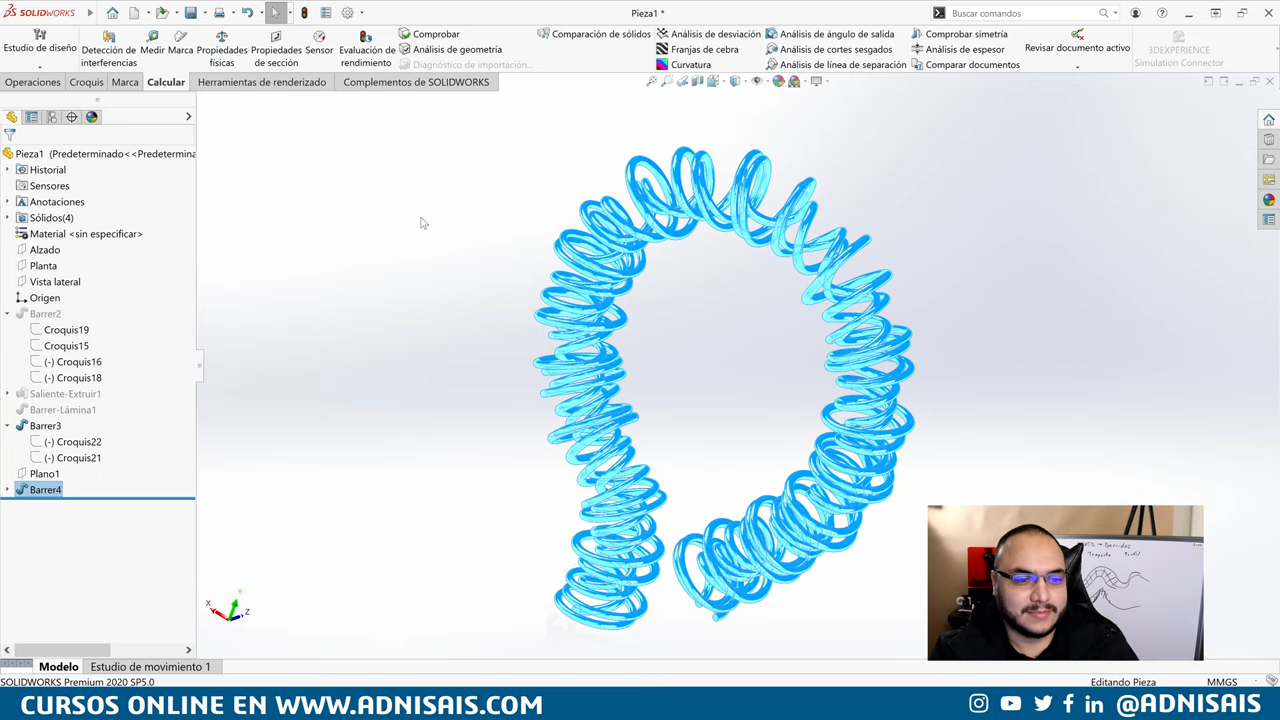 SOLIDWORKS
Pieza1 *
Buscar comandos
Estudio de diseño
Detección de interferencias
Medir
Marca
Propiedades físicas
Propiedades de sección
Sensor
Evaluación de rendimiento
Comprobar
Análisis de geometría
Diagnóstico de importación...
Comparación de sólidos
Análisis de desviación
Franjas de cebra
Curvatura
Análisis de ángulo de salida
Análisis de cortes sesgados
Análisis de línea de separación
Comprobar simetría
Análisis de espesor
Comparar documentos
Revisar documento activo
3DEXPERIENCE
Simulation Connector
Operaciones
Croquis
Marca
Calcular
Herramientas de renderizado
Complementos de SOLIDWORKS
Pieza1 (Predeterminado<<Predetermina
Historial
Sensores
Anotaciones
Sólidos(4)
Material <sin especificar>
Alzado
Planta
Vista lateral
Origen
Barrer2
Croquis19
Croquis15
(-) Croquis16
(-) Croquis18
Saliente-Extruir1
Barrer-Lámina1
Barrer3
(-) Croquis22
(-) Croquis21
Plano1
Barrer4
X
Y
Z
Barridos
Trayecto Perfil
Modelo
Estudio de movimiento 1
SOLIDWORKS Premium 2020 SP5.0
Editando Pieza
MMGS
CURSOS ONLINE EN WWW.ADNISAIS.COM
@ADNISAIS